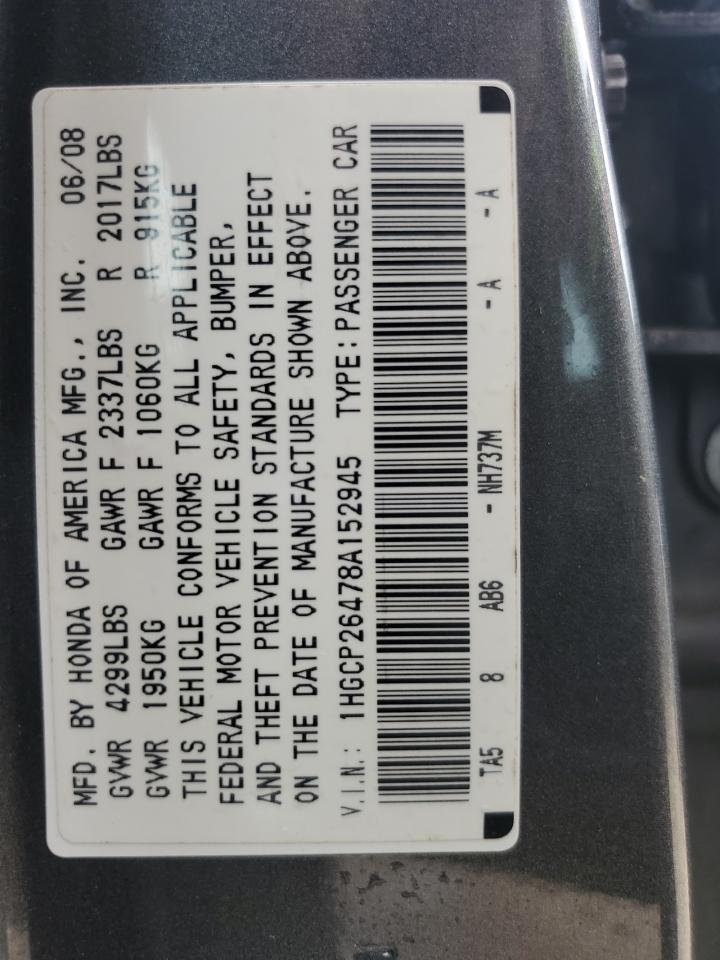 MFD. BY HONDA OF AMERICA MFG., INC. 06/08
GVWR 4299LBS GAWR F 2337LBS R 2017LBS
GVWR 1950KG GAWR F 1060KG R 915KG
THIS VEHICLE CONFORMS TO ALL APPLICABLE
FEDERAL MOTOR VEHICLE SAFETY, BUMPER,
AND THEFT PREVENTION STANDARDS IN EFFECT
ON THE DATE OF MANUFACTURE SHOWN ABOVE.
V.I.N.: 1HGCP26478A152945 TYPE:PASSENGER CAR
TA5 8 AB6 - NH737M - A - A